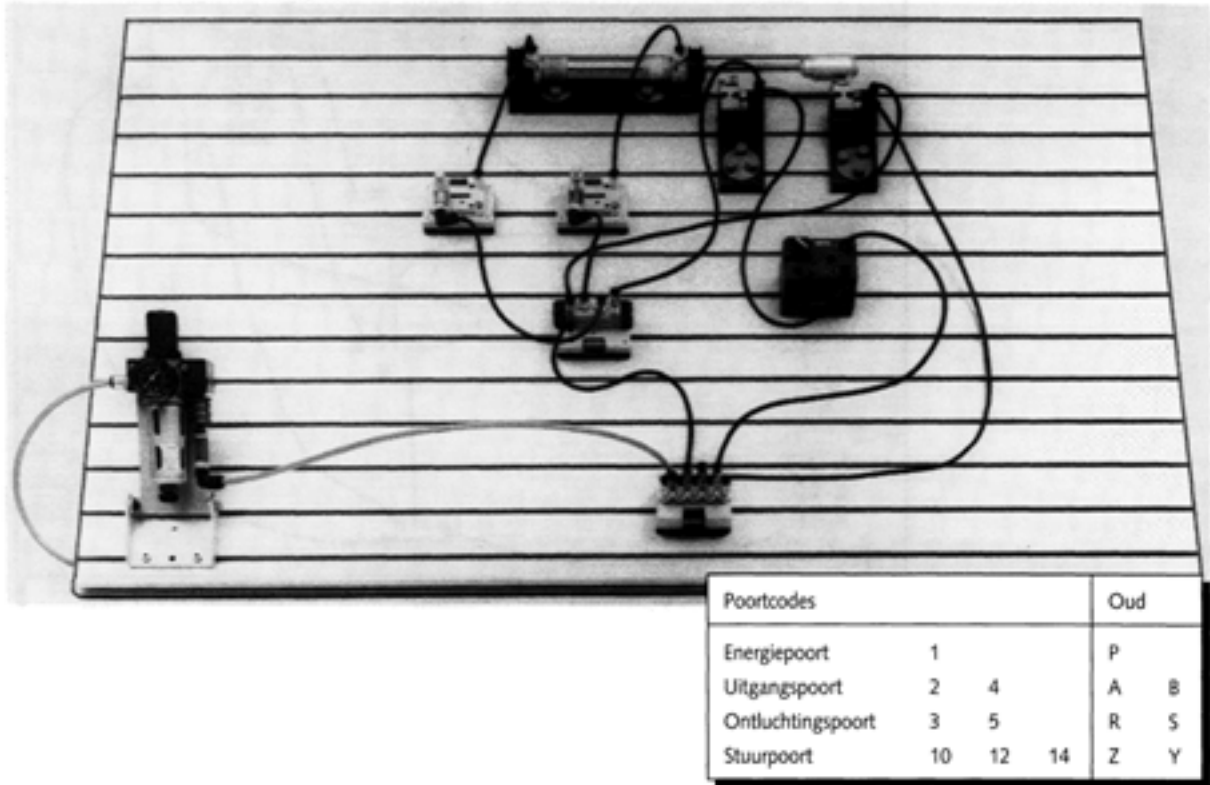 Poortcodes Oud
Energiepoort 1 P
Uitgangspoort 2 4 A B
Ontluchtingspoort 3 5 R S
Stuurpoort 10 12 14 Z Y